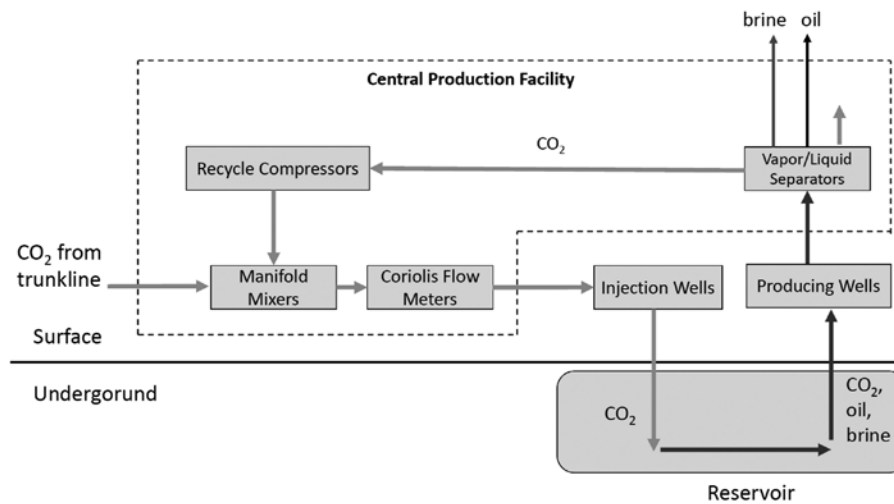 brine oil
Central Production Facility
CO₂
Vapor/Liquid
Separators
Recycle Compressors
CO₂ from
trunkline
Manifold
Mixers
Coriolis Flow
Meters
Injection Wells
Producing Wells
Surface
Undergorund
CO₂
CO₂,
oil,
brine
Reservoir